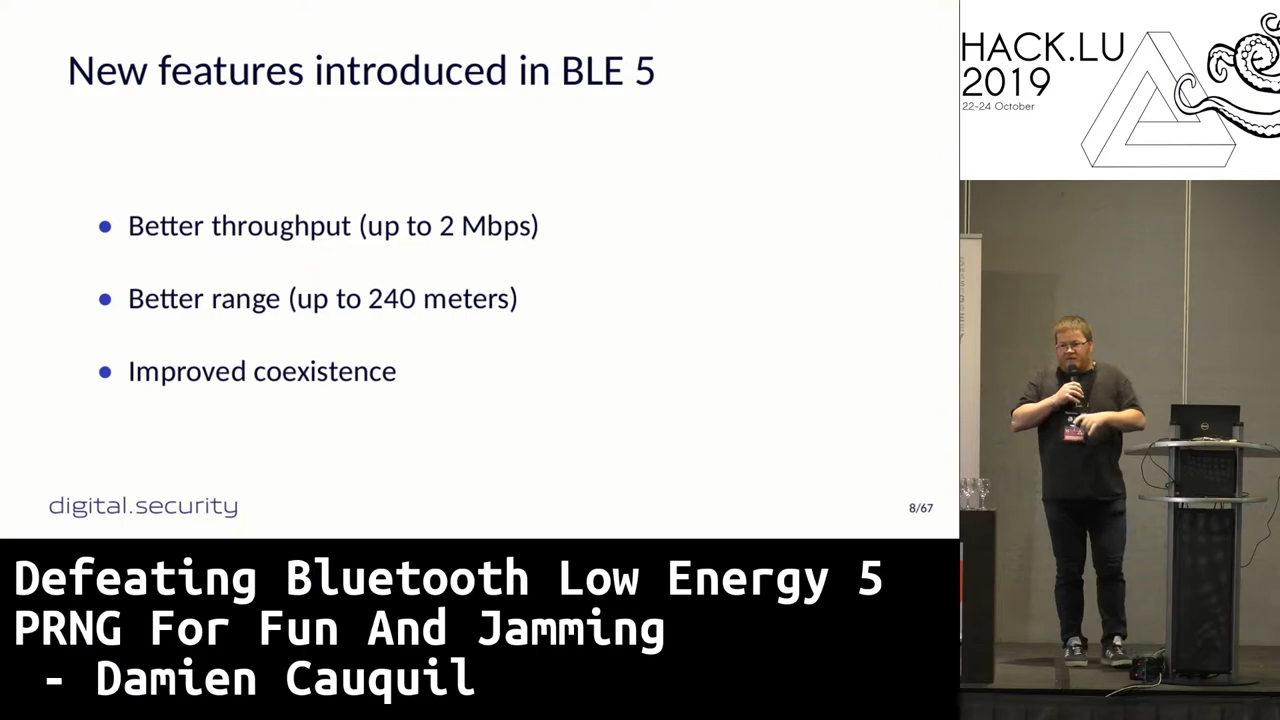 New features introduced in BLE 5
Better throughput (up to 2 Mbps)
Better range (up to 240 meters)
Improved coexistence
digital.security
8/67
HACK.LU
2019
22-24 October
Defeating Bluetooth Low Energy 5
PRNG For Fun And Jamming
- Damien Cauquil